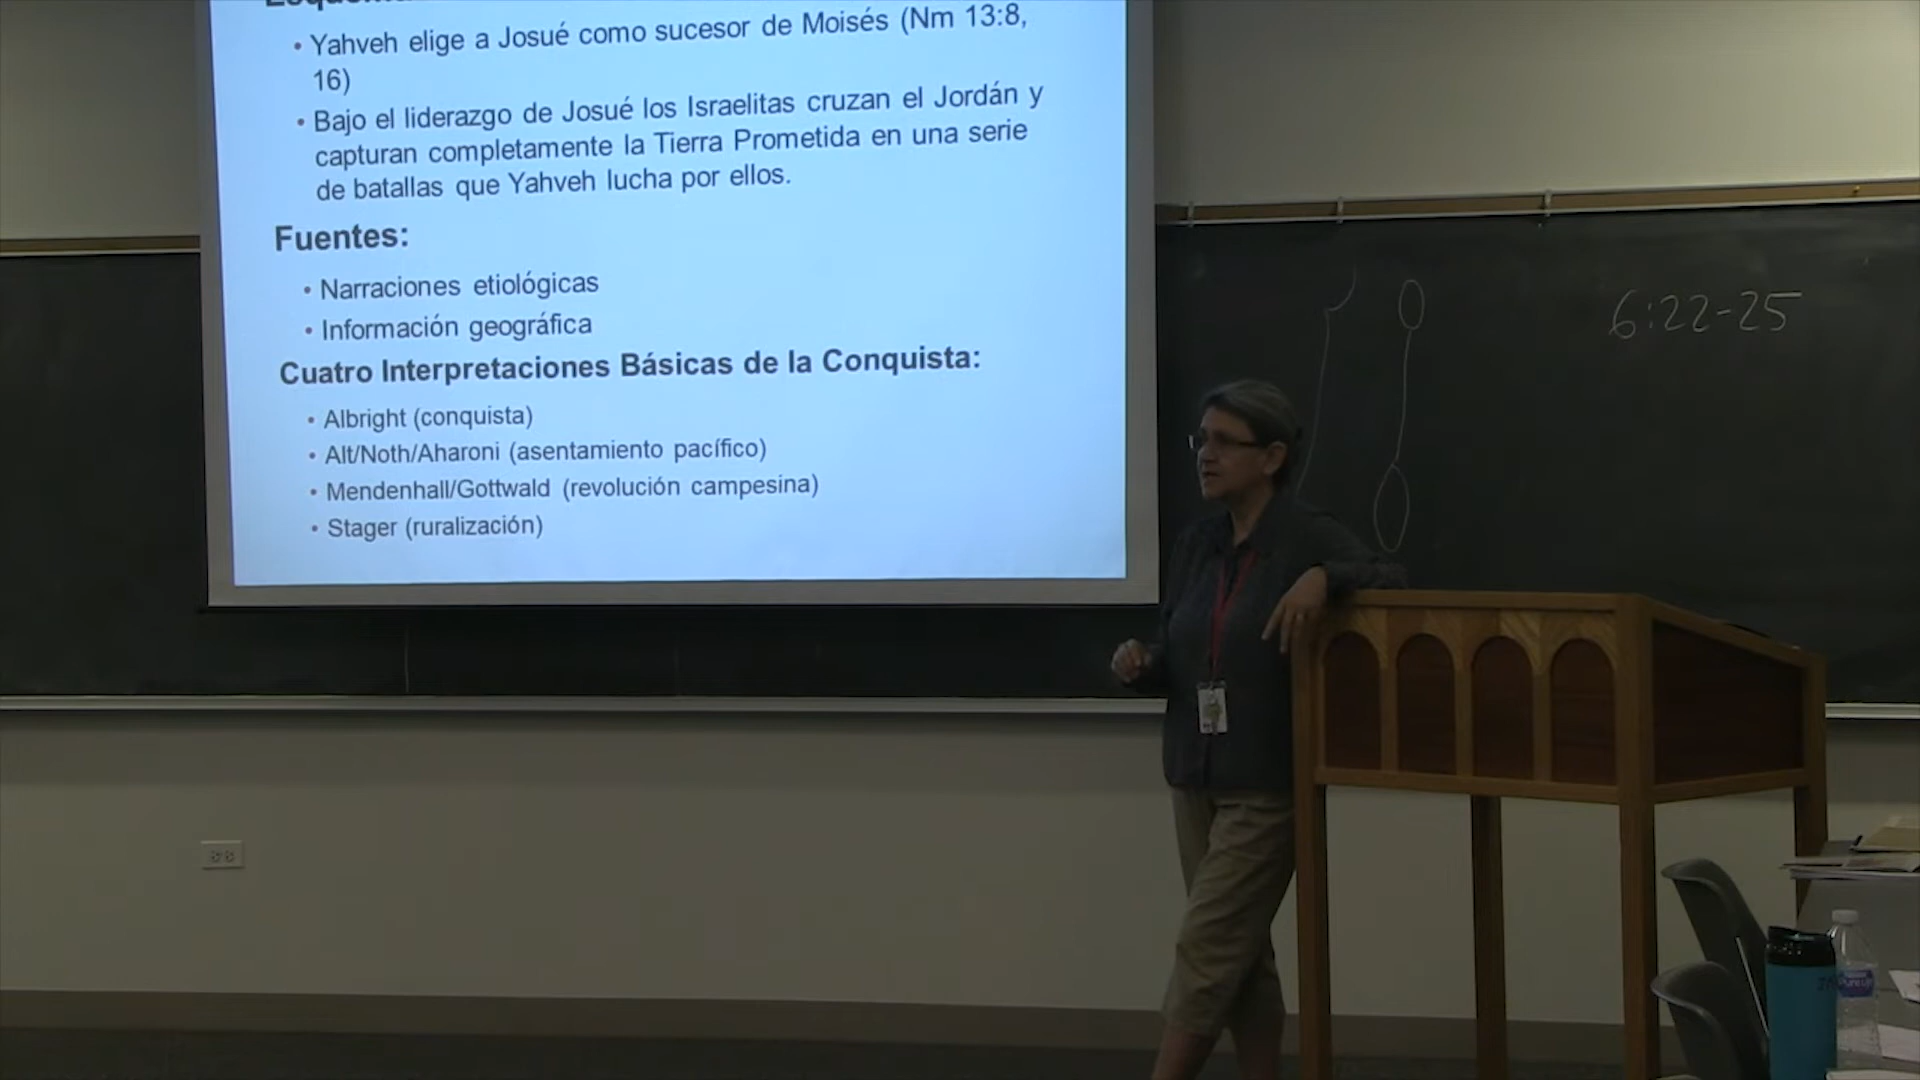 • Yahveh elige a Josué como sucesor de Moisés (Nm 13:8,
16)
• Bajo el liderazgo de Josué los Israelitas cruzan el Jordán y
capturan completamente la Tierra Prometida en una serie
de batallas que Yahveh lucha por ellos.
Fuentes:
• Narraciones etiológicas
• Información geográfica
Cuatro Interpretaciones Básicas de la Conquista:
• Albright (conquista)
• Alt/Noth/Aharoni (asentamiento pacífico)
• Mendenhall/Gottwald (revolución campesina)
• Stager (ruralización)
6:22-25